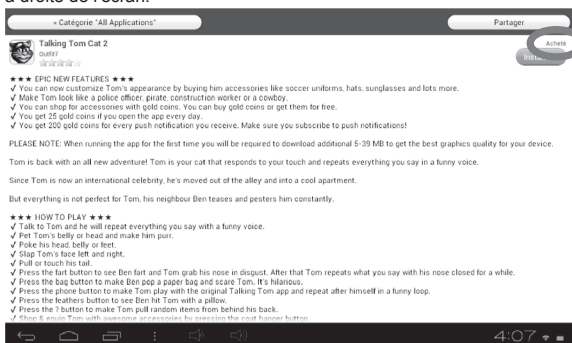 à droite de l'écran.
« Catégorie "All Applications"
Partager
Talking Tom Cat 2
Acheté
Outfit7
★★★ EPIC NEW FEATURES ★★★
√ You can now customize Tom's appearance by buying him accessories like soccer uniforms, hats, sunglasses and lots more.
√ Make Tom look like a police officer, pirate, construction worker or a cowboy.
√ You can shop for accessories with gold coins. You can buy gold coins or get them for free.
√ You get 25 gold coins if you open the app every day.
√ You get 200 gold coins for every push notification you receive. Make sure you subscribe to push notifications!
PLEASE NOTE: When running the app for the first time you will be required to download additional 5-39 MB to get the best graphics quality for your device.
Tom is back with an all new adventure! Tom is your cat that responds to your touch and repeats everything you say in a funny voice.
Since Tom is now an international celebrity, he's moved out of the alley and into a cool apartment.
But everything is not perfect for Tom, his neighbour Ben teases and pesters him constantly.
★★★ HOW TO PLAY ★★★
√ Talk to Tom and he will repeat everything you say with a funny voice.
√ Pet Tom's belly or head and make him purr.
√ Poke his head, belly or feet.
√ Slap Tom's face left and right.
√ Pull or touch his tail.
√ Press the fart button to see Ben fart and Tom grab his nose in disgust. After that Tom repeats what you say with his nose closed for a while.
√ Press the bag button to make Ben pop a paper bag and scare Tom. It's hilarious.
√ Press the phone button to make Tom play with the original Talking Tom app and repeat after himself in a funny loop.
√ Press the feathers button to see Ben hit Tom with a pillow.
√ Press the ? button to make Tom pull random items from behind his back.
√ Shop & equip Tom with awesome accessories by pressing the coat hanger button
4:07